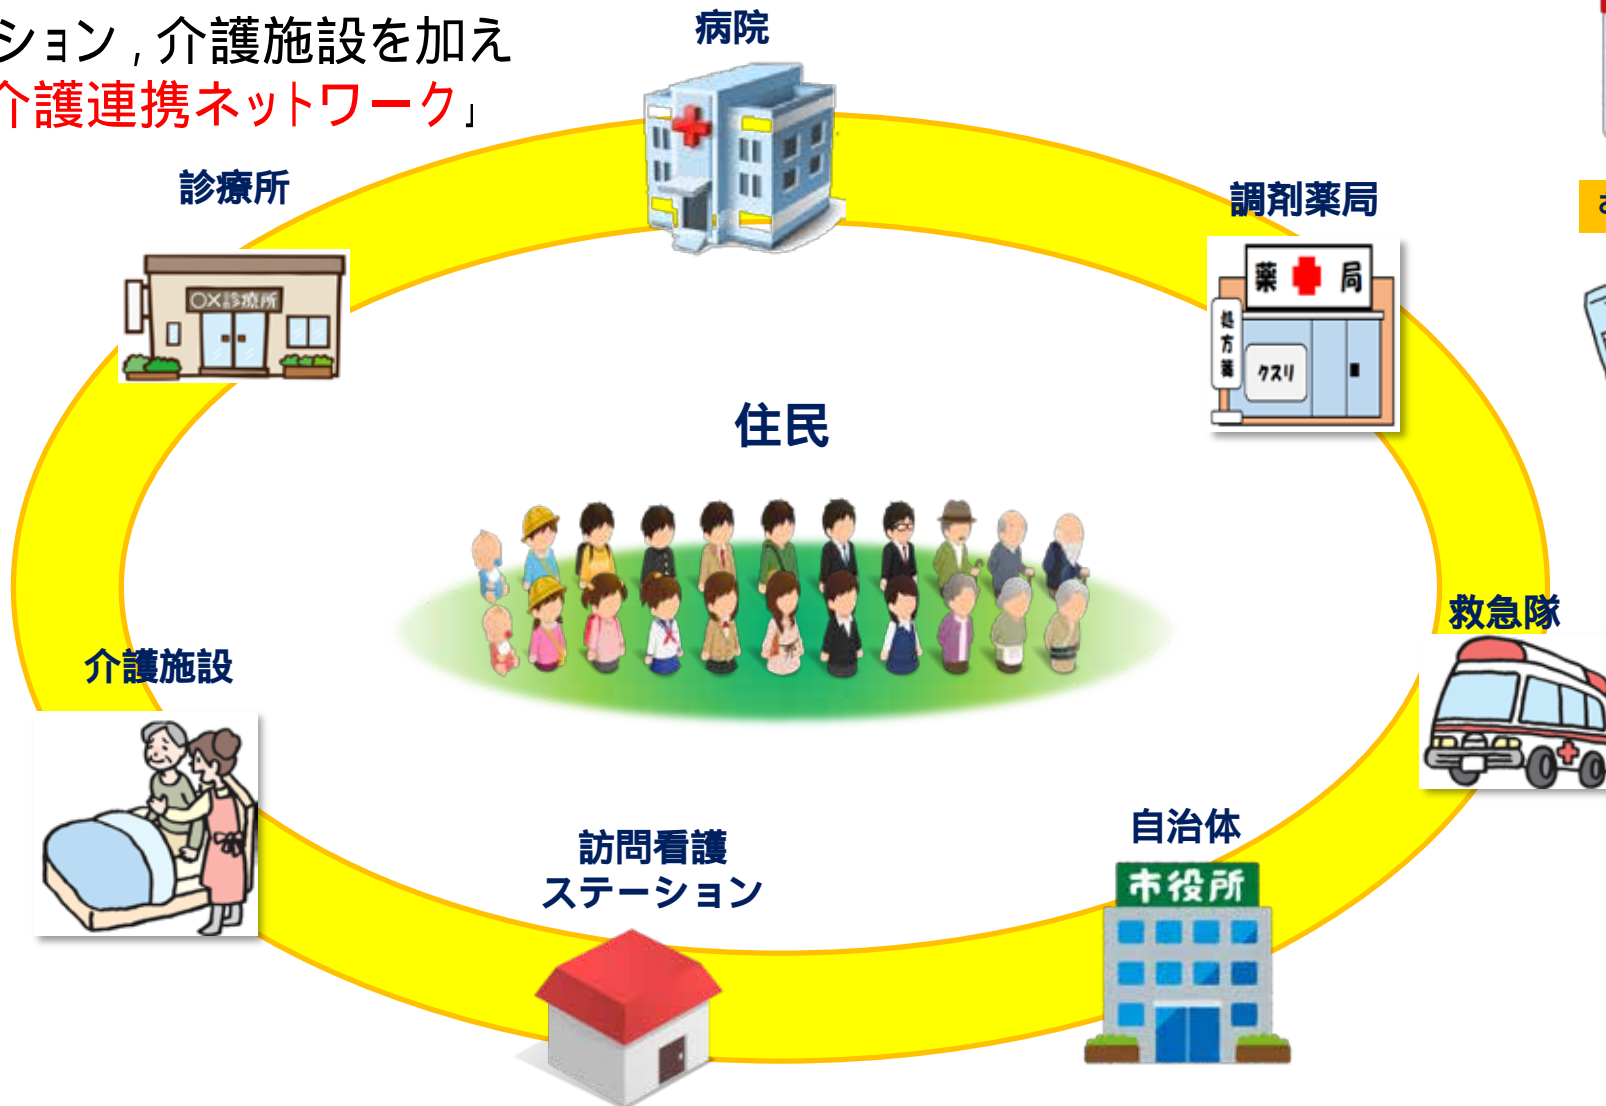 ション，介護施設を加え
介護連携ネットワーク」
病院
診療所
○×診療所
調剤薬局
薬 局
処方箋
クスリ
住民
救急隊
介護施設
訪問看護
ステーション
自治体
市役所